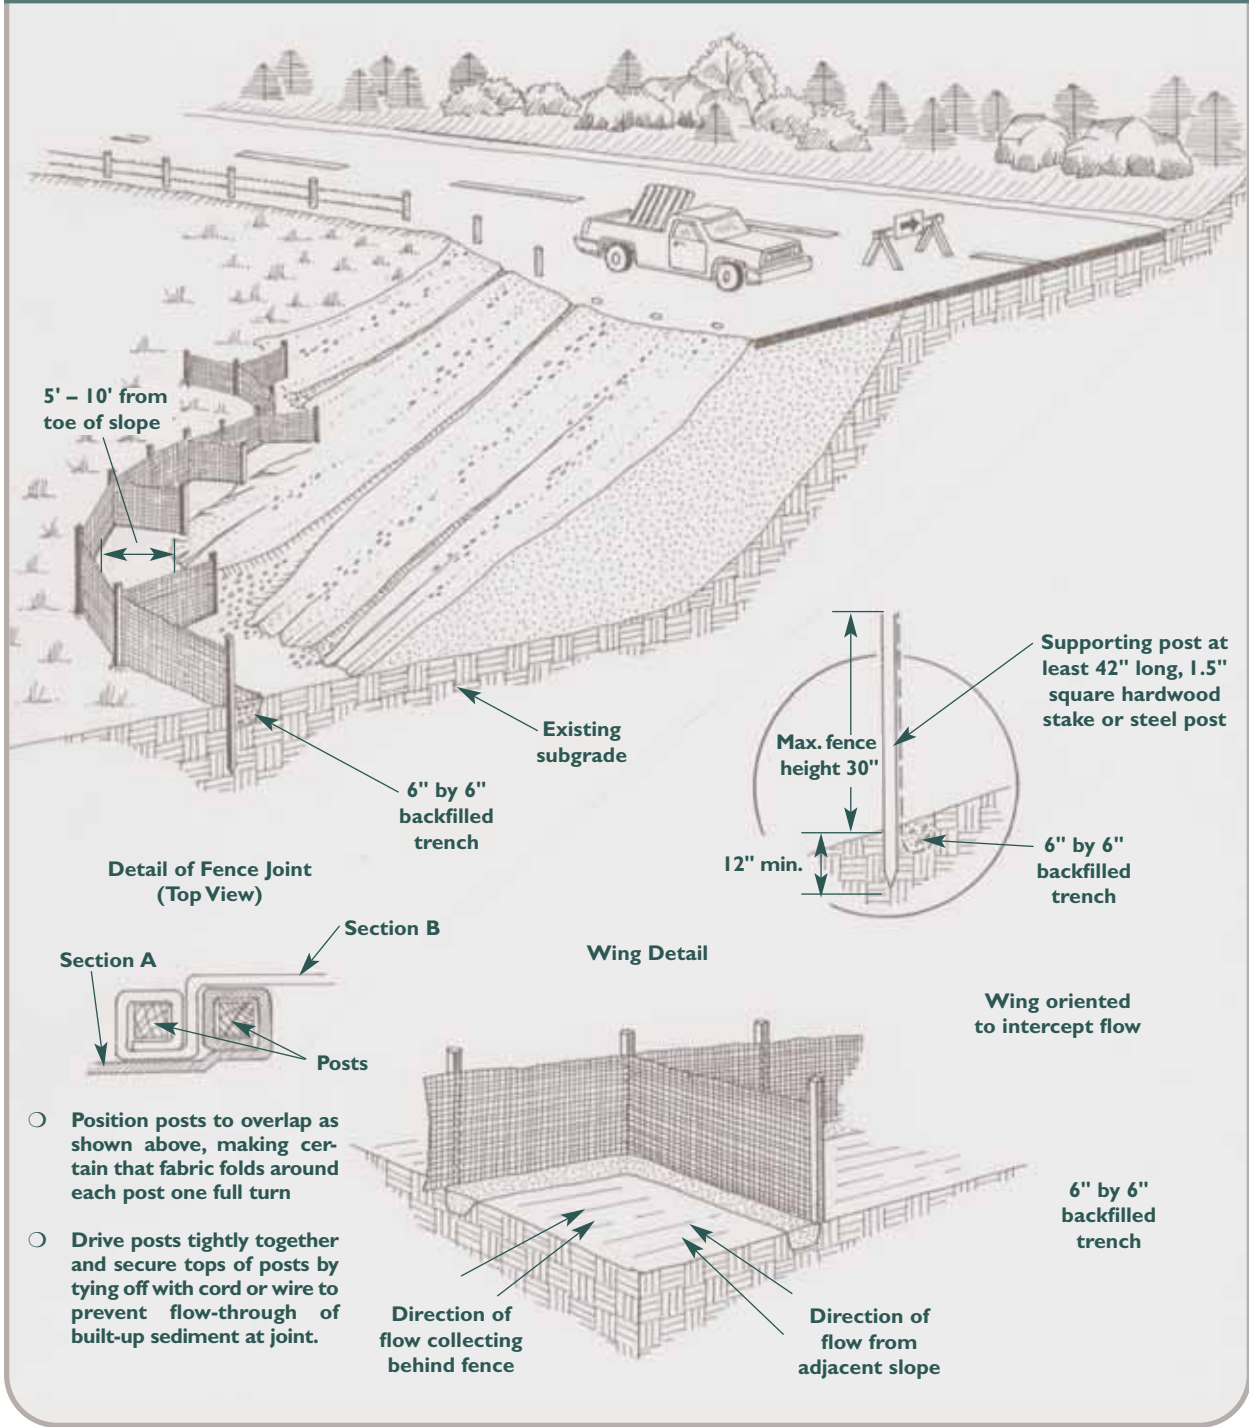 5' – 10' from
toe of slope
Supporting post at
least 42" long, 1.5"
square hardwood
stake or steel post
Max. fence
height 30"
Existing
subgrade
6" by 6"
backfilled
trench
12" min.
6" by 6"
backfilled
trench
Detail of Fence Joint
(Top View)
Section B
Section A
Posts
❍ Position posts to overlap as
shown above, making cer-
tain that fabric folds around
each post one full turn
❍ Drive posts tightly together
and secure tops of posts by
tying off with cord or wire to
prevent flow-through of
built-up sediment at joint.
Wing Detail
Wing oriented
to intercept flow
6" by 6"
backfilled
trench
Direction of
flow collecting
behind fence
Direction of
flow from
adjacent slope